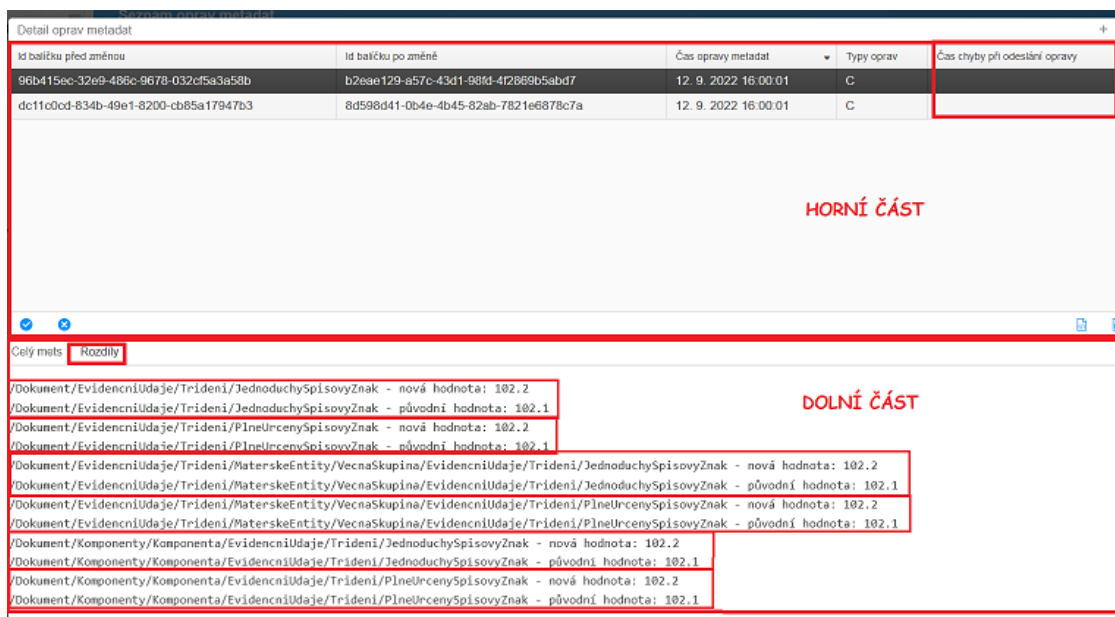 Seznam oprav metadat
Detail oprav metadat +
Id balíčku před změnou Id balíčku po změně Čas opravy metadat Typy oprav Čas chyby při odeslání opravy
96b415ec-32e9-486c-9678-032cf5a3a58b b2eae129-a57c-43d1-98fd-4f2869b5abd7 12. 9. 2022 16:00:01 C
dc11c0cd-834b-49e1-8200-cb85a17947b3 8d598d41-0b4e-4b45-82ab-7821e6878c7a 12. 9. 2022 16:00:01 C
HORNÍ ČÁST
Celý mets Rozdíly
/Dokument/EvidencniUdaje/Trideni/JednoduchySpisovyZnak - nová hodnota: 102.2
DOLNÍ ČÁST
/Dokument/EvidencniUdaje/Trideni/JednoduchySpisovyZnak - původní hodnota: 102.1
/Dokument/EvidencniUdaje/Trideni/PlneUrcenySpisovyZnak - nová hodnota: 102.2
/Dokument/EvidencniUdaje/Trideni/PlneUrcenySpisovyZnak - původní hodnota: 102.1
/Dokument/EvidencniUdaje/Trideni/MaterskeEntity/VecnaSkupina/EvidencniUdaje/Trideni/JednoduchySpisovyZnak - nová hodnota: 102.2
/Dokument/EvidencniUdaje/Trideni/MaterskeEntity/VecnaSkupina/EvidencniUdaje/Trideni/JednoduchySpisovyZnak - původní hodnota: 102.1
/Dokument/EvidencniUdaje/Trideni/MaterskeEntity/VecnaSkupina/EvidencniUdaje/Trideni/PlneUrcenySpisovyZnak - nová hodnota: 102.2
/Dokument/EvidencniUdaje/Trideni/MaterskeEntity/VecnaSkupina/EvidencniUdaje/Trideni/PlneUrcenySpisovyZnak - původní hodnota: 102.1
/Dokument/Komponenty/Komponenta/EvidencniUdaje/Trideni/JednoduchySpisovyZnak - nová hodnota: 102.2
/Dokument/Komponenty/Komponenta/EvidencniUdaje/Trideni/JednoduchySpisovyZnak - původní hodnota: 102.1
/Dokument/Komponenty/Komponenta/EvidencniUdaje/Trideni/PlneUrcenySpisovyZnak - nová hodnota: 102.2
/Dokument/Komponenty/Komponenta/EvidencniUdaje/Trideni/PlneUrcenySpisovyZnak - původní hodnota: 102.1